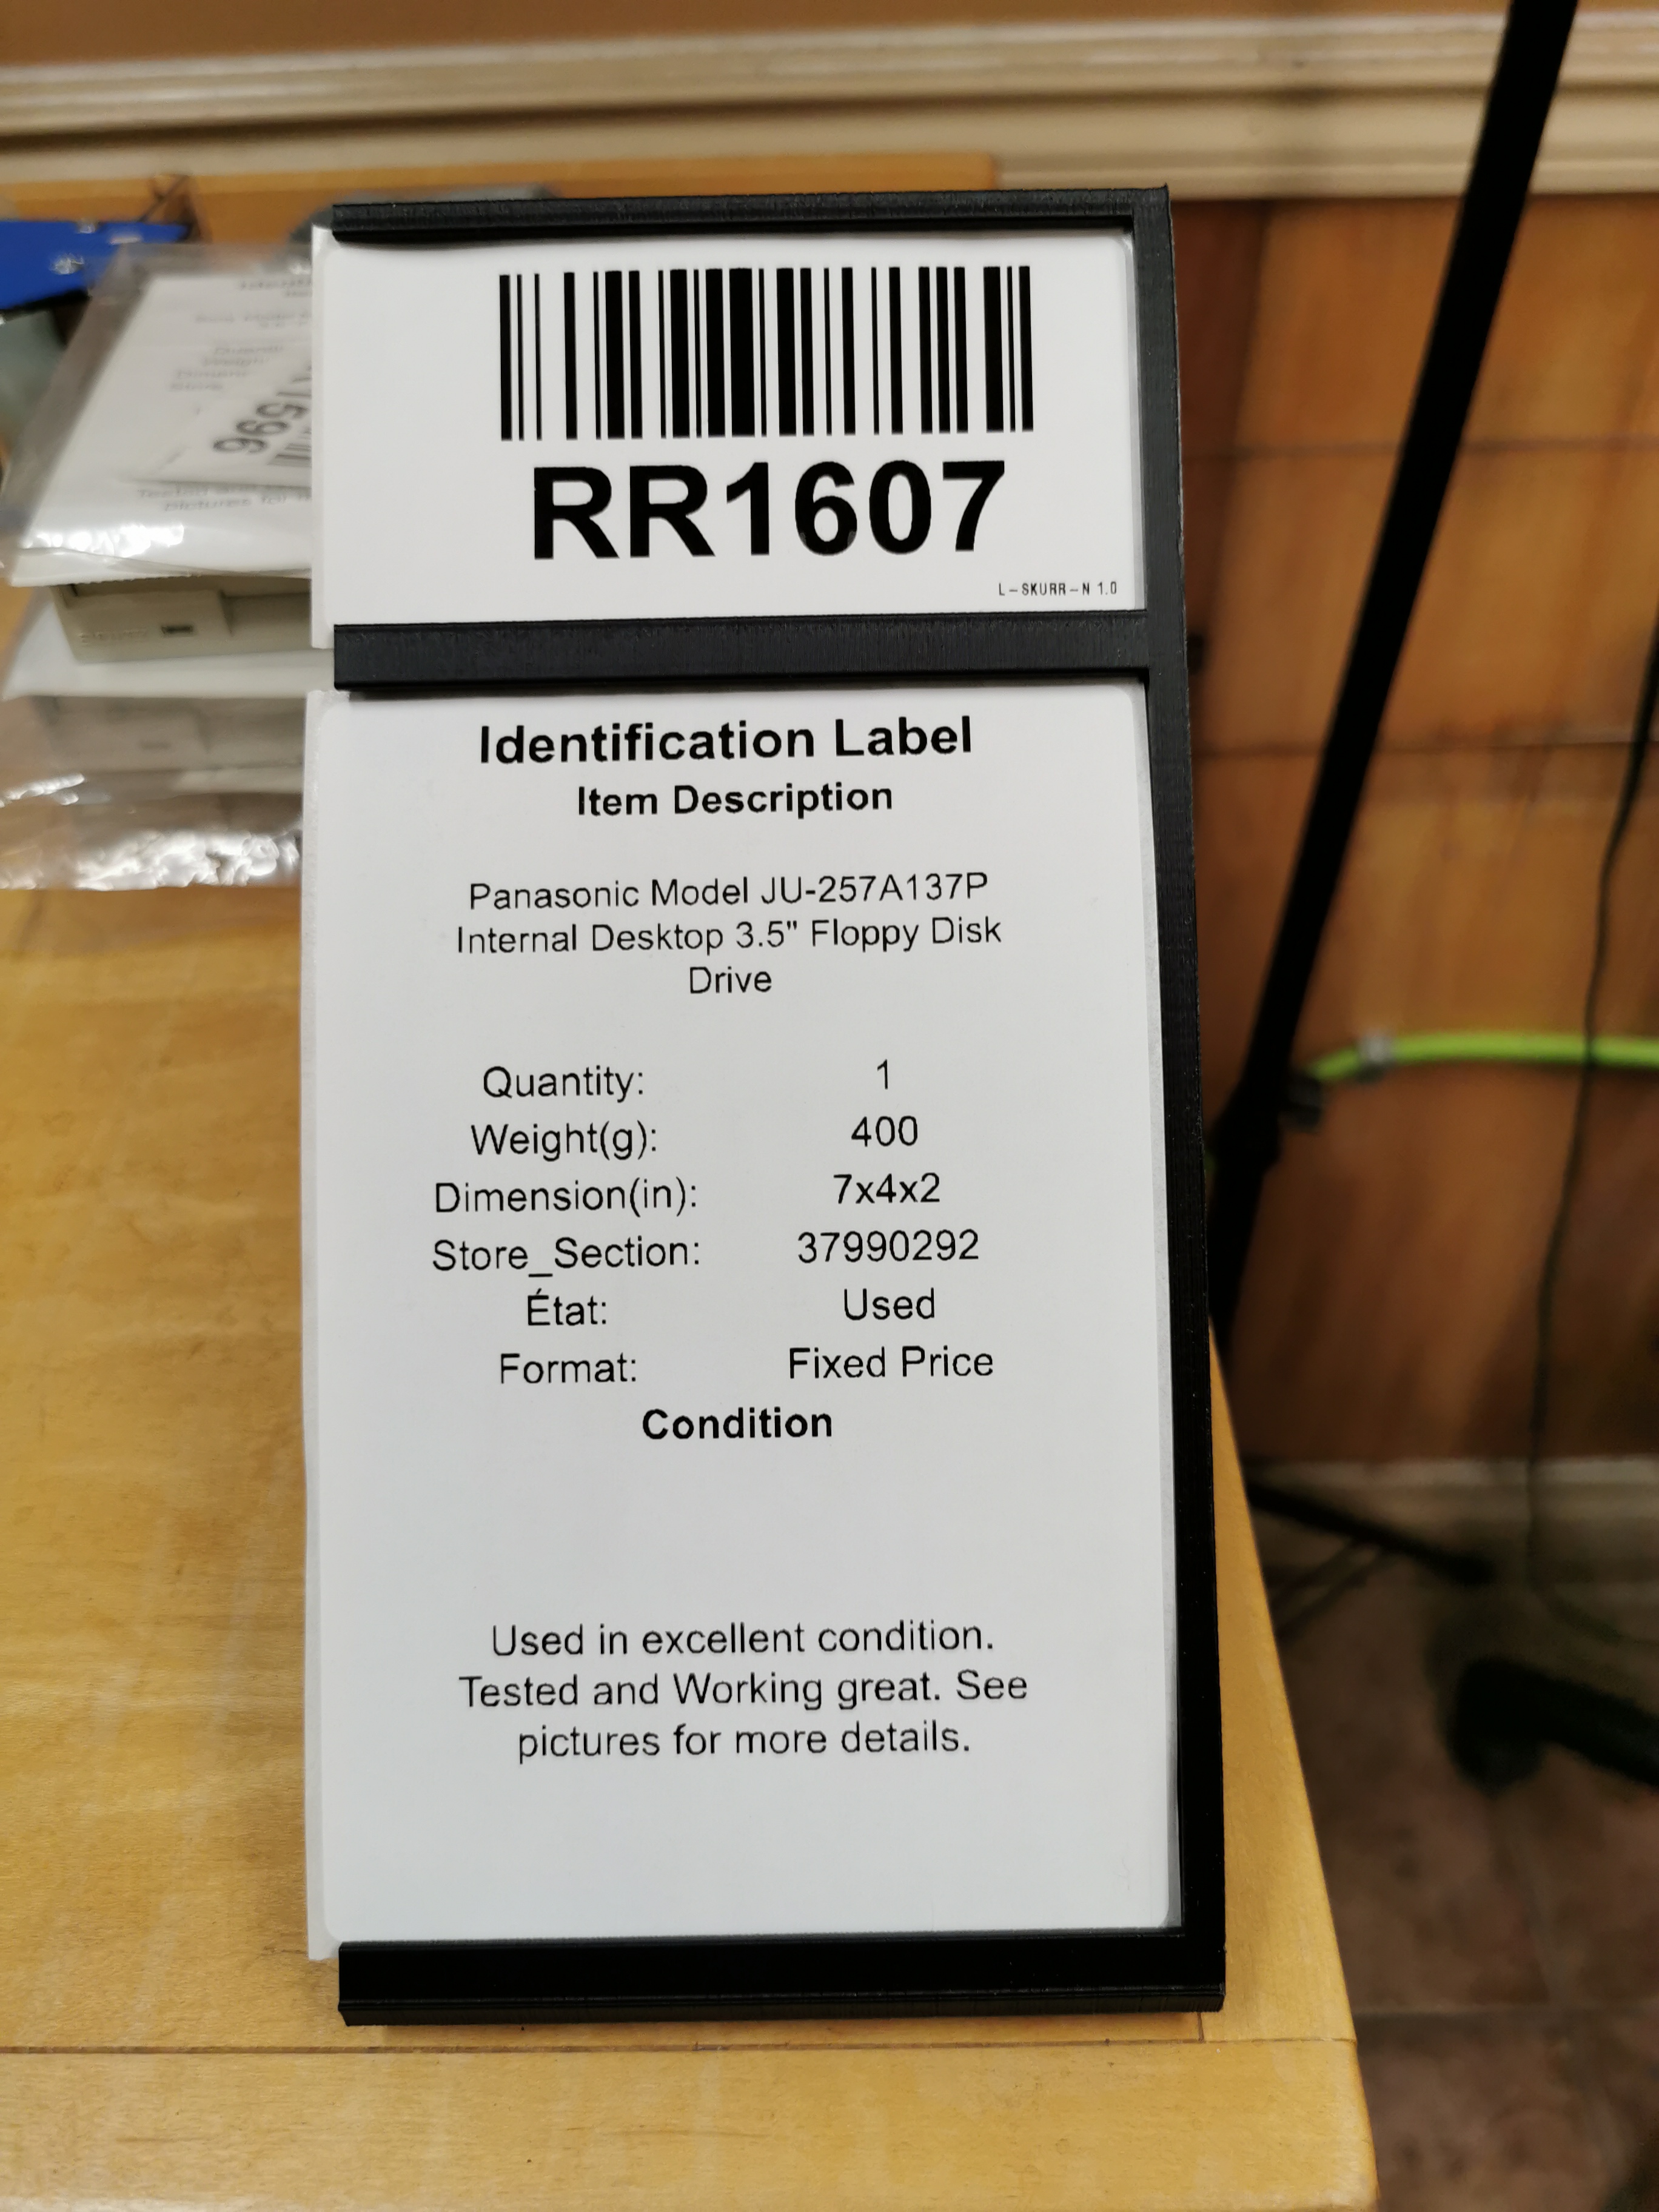 RR1607
L-SKURR-N 1.0
Identification Label
Item Description
Panasonic Model JU-257A137P
Internal Desktop 3.5" Floppy Disk
Drive
Quantity: 1
Weight(g): 400
Dimension(in): 7x4x2
Store_Section: 37990292
État: Used
Format: Fixed Price
Condition
Used in excellent condition.
Tested and Working great. See
pictures for more details.
1596